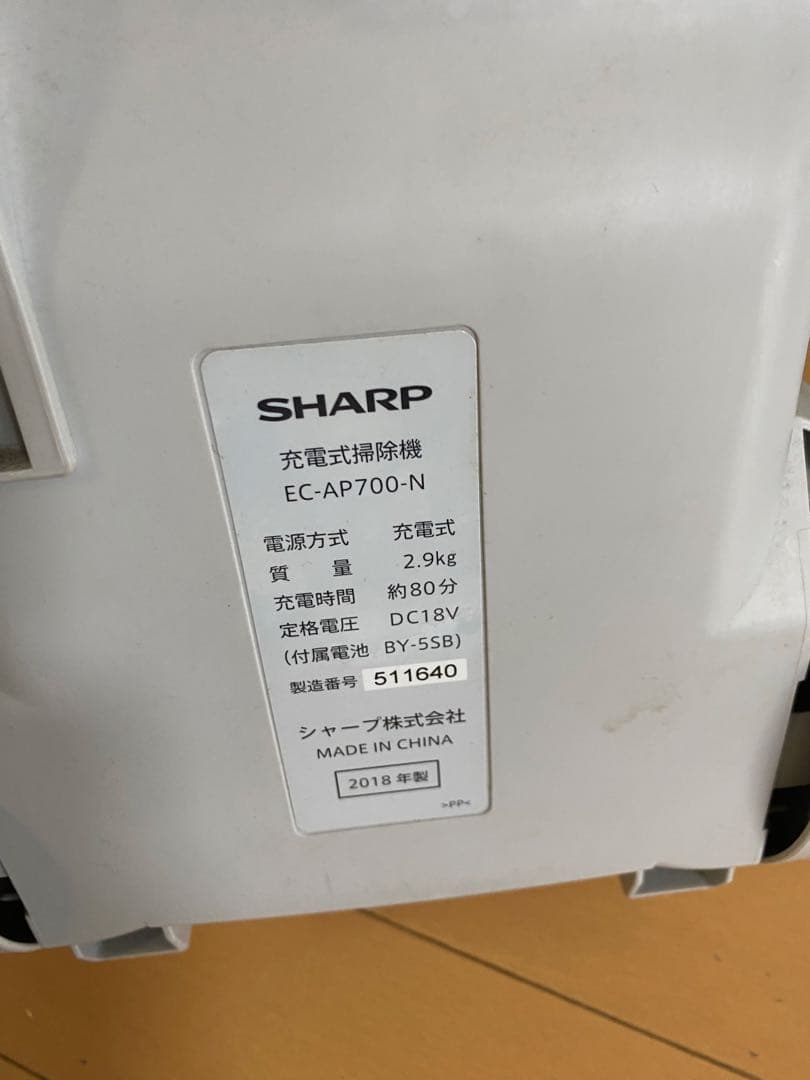 SHARP
充電式掃除機
EC-AP700-N
電源方式 充電式
質 量 2.9kg
充電時間 約80分
定格電圧 DC18V
(付属電池 BY-5SB)
製造番号 511640
シャープ株式会社
MADE IN CHINA
2018 年製
>PP<